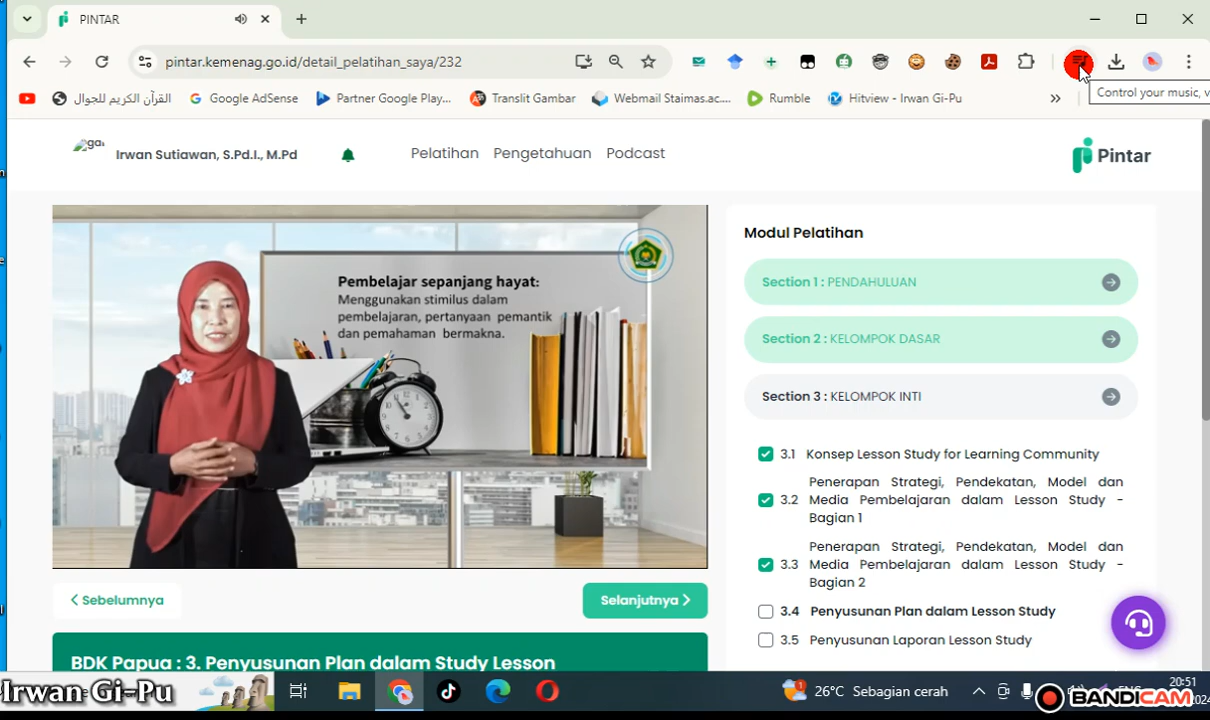 PINTAR
pintar.kemenag.go.id/detail_pelatihan_saya/232
Control your music, v
القرآن الكريم للجوال
Google AdSense
Partner Google Play...
Translit Gambar
Webmail Staimas.ac....
Rumble
Hitview - Irwan Gi-Pu
Irwan Sutiawan, S.Pd.I., M.Pd
Pelatihan
Pengetahuan
Podcast
Pintar
Pembelajar sepanjang hayat:
Menggunakan stimulus dalam
pembelajaran, pertanyaan pemantik
dan pemahaman bermakna.
Sebelumnya
Selanjutnya
BDK Papua : 3. Penyusunan Plan dalam Study Lesson
Modul Pelatihan
Section 1 : PENDAHULUAN
Section 2 : KELOMPOK DASAR
Section 3 : KELOMPOK INTI
3.1 Konsep Lesson Study for Learning Community
3.2 Penerapan Strategi, Pendekatan, Model dan
Media Pembelajaran dalam Lesson Study -
Bagian 1
3.3 Penerapan Strategi, Pendekatan, Model dan
Media Pembelajaran dalam Lesson Study -
Bagian 2
3.4 Penyusunan Plan dalam Lesson Study
3.5 Penyusunan Laporan Lesson Study
Irwan Gi-Pu
26°C Sebagian cerah
20:51
BANDICAM